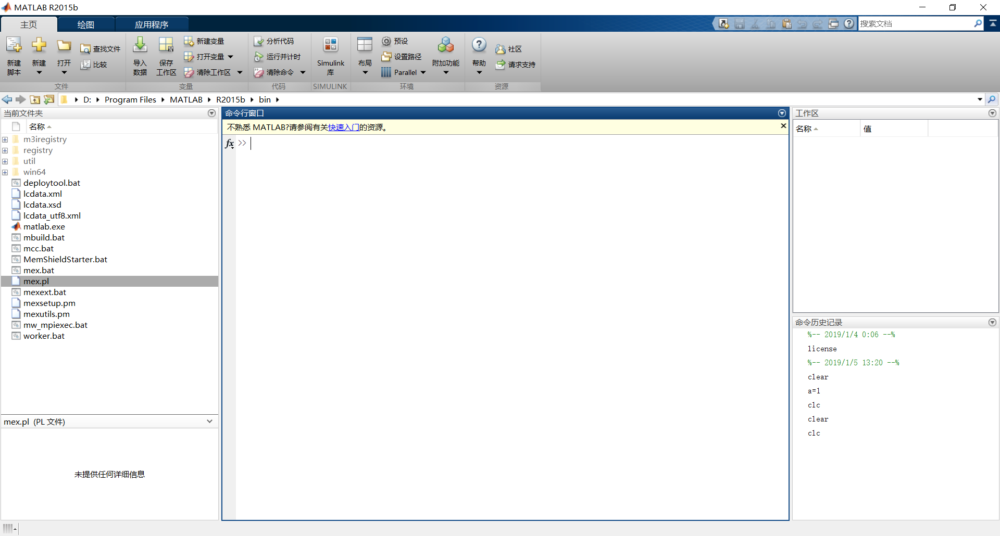 MATLAB R2015b
主页
绘图
应用程序
搜索文档
新建
脚本
新建
打开
查找文件
比较
文件
导入
数据
保存
工作区
新建变量
打开变量
清除工作区
变量
分析代码
运行并计时
清除命令
代码
Simulink
库
SIMULINK
布局
预设
设置路径
Parallel
附加功能
环境
帮助
社区
请求支持
资源
D: Program Files MATLAB R2015b bin
当前文件夹
名称
m3iregistry
registry
util
win64
deploytool.bat
lcdata.xml
lcdata.xsd
lcdata_utf8.xml
matlab.exe
mbuild.bat
mcc.bat
MemShieldStarter.bat
mex.bat
mex.pl
mexext.bat
mexsetup.pm
mexutils.pm
mw_mpiexec.bat
worker.bat
mex.pl (PL 文件)
未提供任何详细信息
命令行窗口
不熟悉 MATLAB?请参阅有关快速入门的资源。
fx >>
工作区
名称 值
命令历史记录
%-- 2019/1/4 0:06 --%
license
%-- 2019/1/5 13:20 --%
clear
a=1
clc
clear
clc